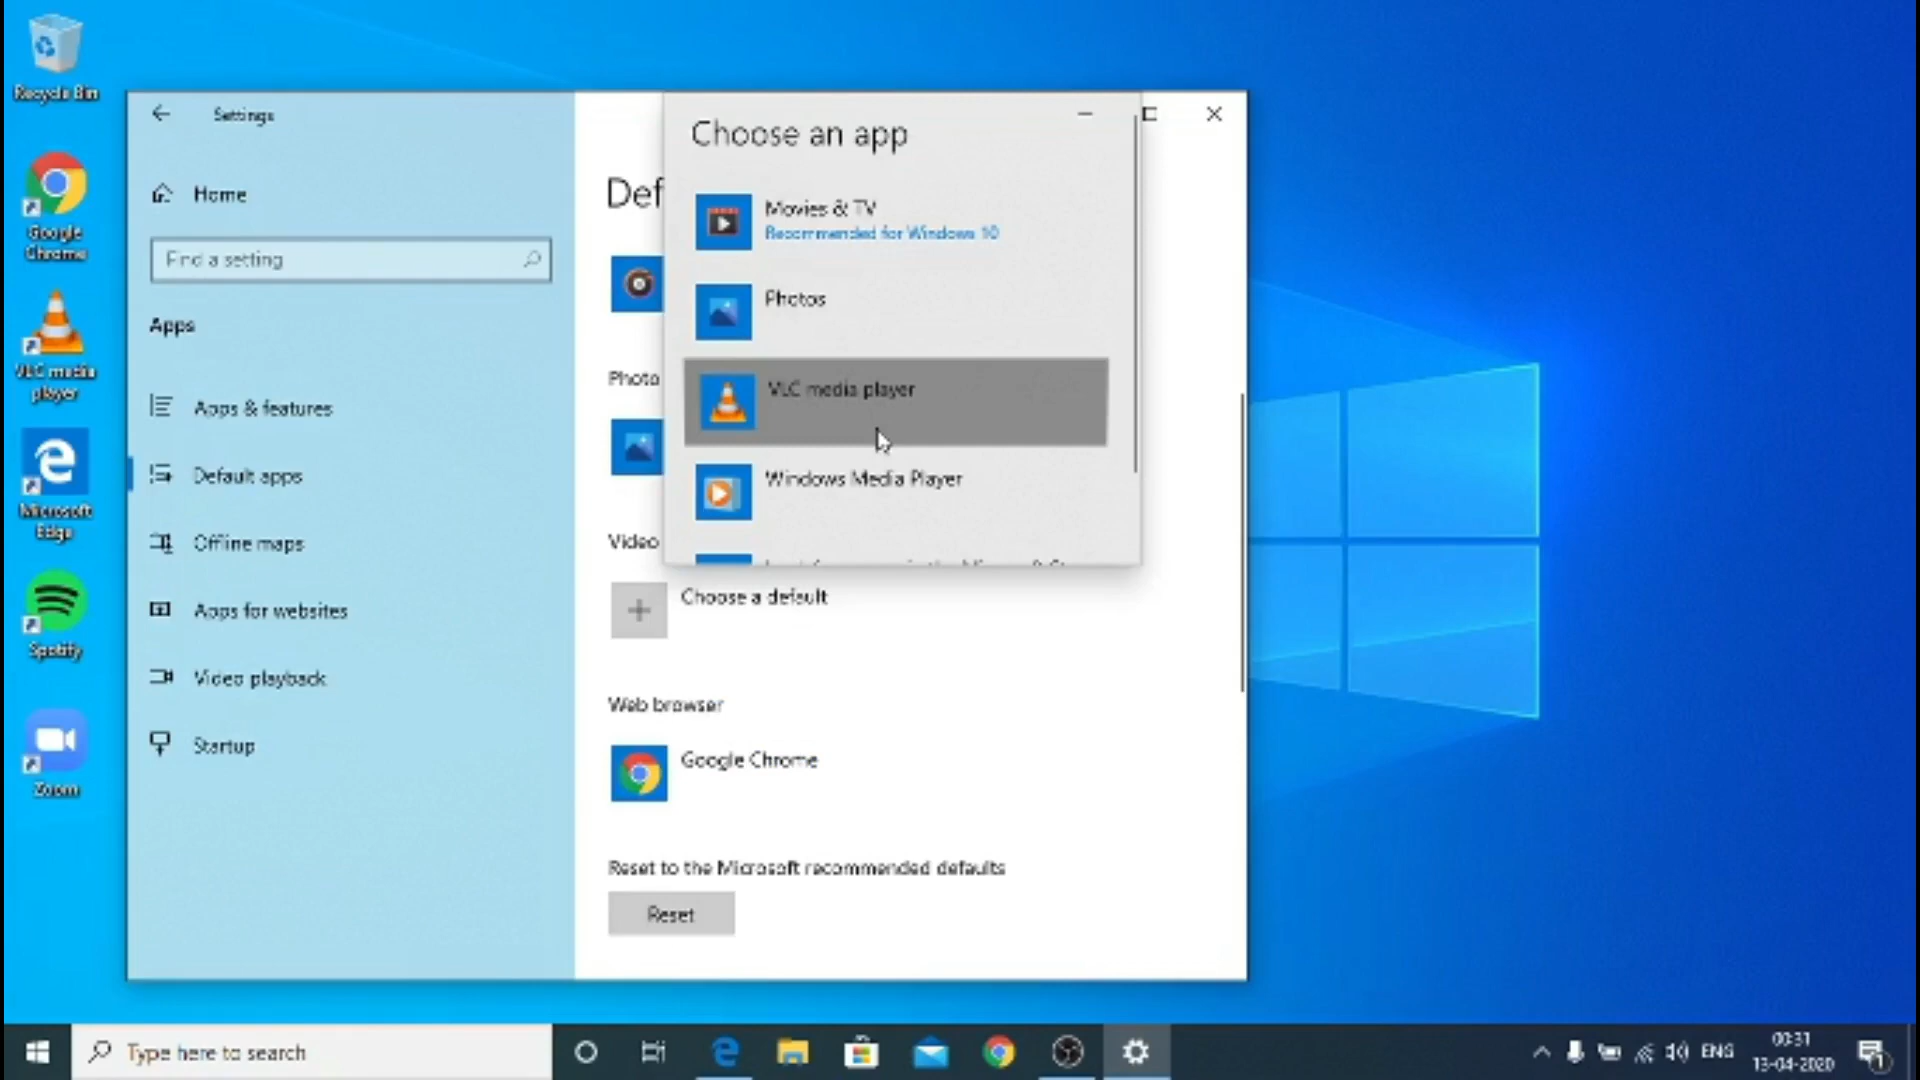 Recycle Bin
Google
Chrome
VLC media
player
Microsoft
Edge
Spotify
Zoom
Settings
Home
Find a setting
Apps
Apps & features
Default apps
Offline maps
Apps for websites
Video playback
Startup
Def
Choose an app
Movies & TV
Recommended for Windows 10
Photos
VLC media player
Windows Media Player
Photo
Video
Choose a default
Web browser
Google Chrome
Reset to the Microsoft recommended defaults
Reset
Type here to search
ENG
00:31
13-04-2020
1